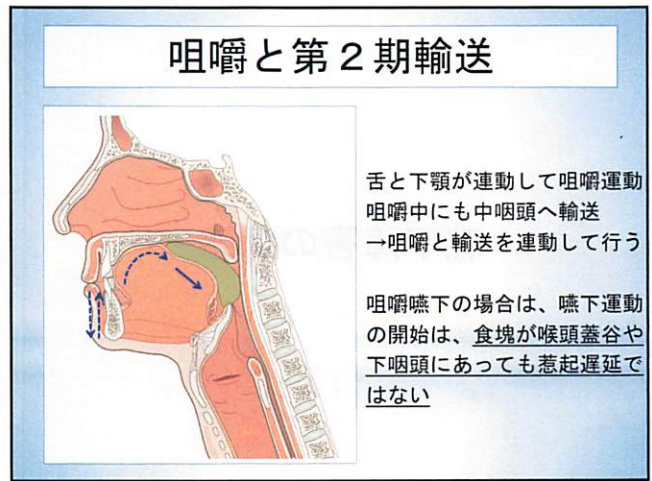 咀嚼と第２期輸送
舌と下顎が連動して咀嚼運動
咀嚼中にも中咽頭へ輸送
→咀嚼と輸送を連動して行う
咀嚼嚥下の場合は、嚥下運動
の開始は、食塊が喉頭蓋谷や
下咽頭にあっても惹起遅延で
はない